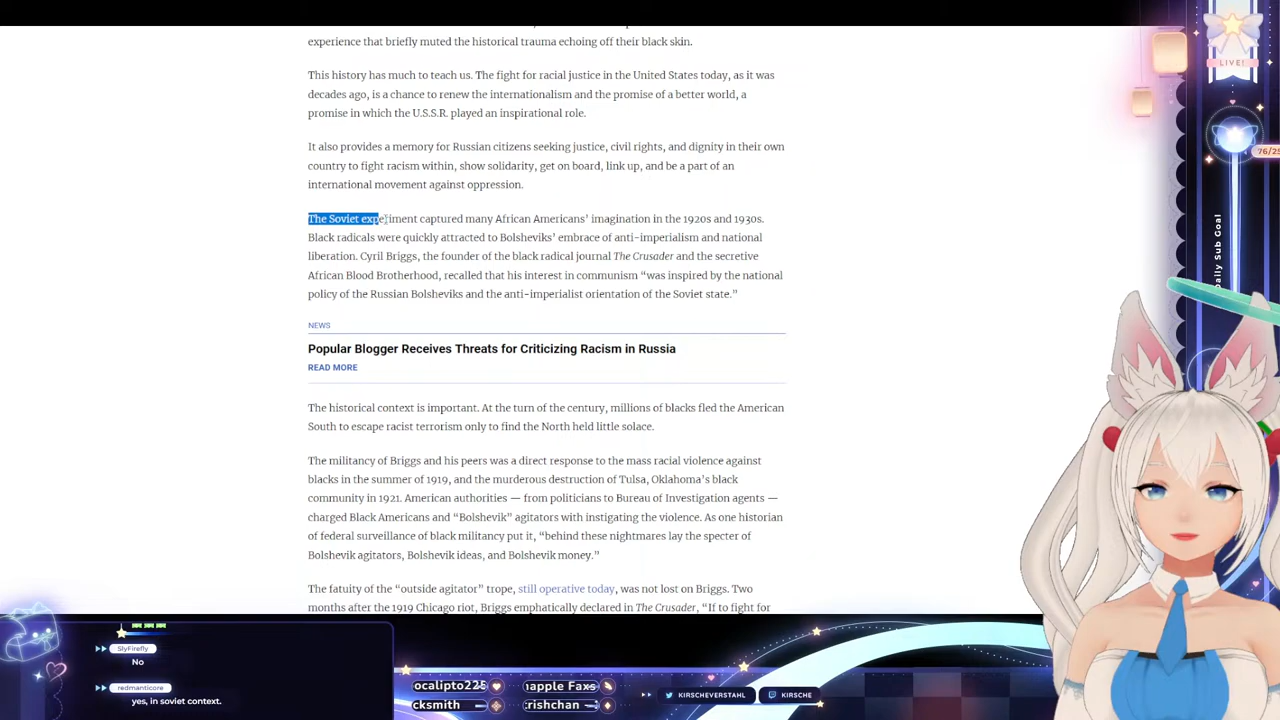 experience that briefly muted the historical trauma echoing off their black skin.
This history has much to teach us. The fight for racial justice in the United States today, as it was
decades ago, is a chance to renew the internationalism and the promise of a better world, a
promise in which the U.S.S.R. played an inspirational role.
It also provides a memory for Russian citizens seeking justice, civil rights, and dignity in their own
country to fight racism within, show solidarity, get on board, link up, and be a part of an
international movement against oppression.
The Soviet experiment captured many African Americans’ imagination in the 1920s and 1930s.
Black radicals were quickly attracted to Bolsheviks’ embrace of anti-imperialism and national
liberation. Cyril Briggs, the founder of the black radical journal The Crusader and the secretive
African Blood Brotherhood, recalled that his interest in communism “was inspired by the national
policy of the Russian Bolsheviks and the anti-imperialist orientation of the Soviet state.”
NEWS
Popular Blogger Receives Threats for Criticizing Racism in Russia
READ MORE
The historical context is important. At the turn of the century, millions of blacks fled the American
South to escape racist terrorism only to find the North held little solace.
The militancy of Briggs and his peers was a direct response to the mass racial violence against
blacks in the summer of 1919, and the murderous destruction of Tulsa, Oklahoma’s black
community in 1921. American authorities — from politicians to Bureau of Investigation agents —
charged Black Americans and “Bolshevik” agitators with instigating the violence. As one historian
of federal surveillance of black militancy put it, “behind these nightmares lay the specter of
Bolshevik agitators, Bolshevik ideas, and Bolshevik money.”
The fatuity of the “outside agitator” trope, still operative today, was not lost on Briggs. Two
months after the 1919 Chicago riot, Briggs emphatically declared in The Crusader, “If to fight for
LIVE!
76/25
Daily Sub Goal
SlyFirefly
No
redmanticore
yes, in soviet context.
ocalipto225
apple Faxs
cksmith
rishchan
KIRSCHEVERSTAHL
KIRSCHE